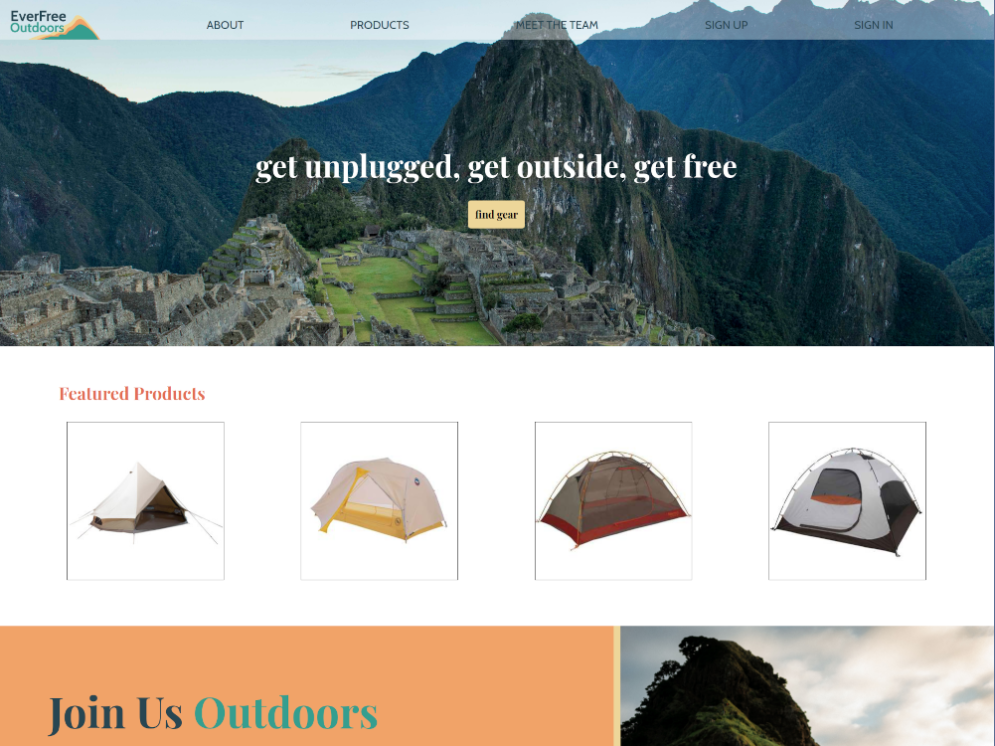 EverFree
Outdoors
ABOUT
PRODUCTS
MEET THE TEAM
SIGN UP
SIGN IN
get unplugged, get outside, get free
find gear
Featured Products
Join Us Outdoors